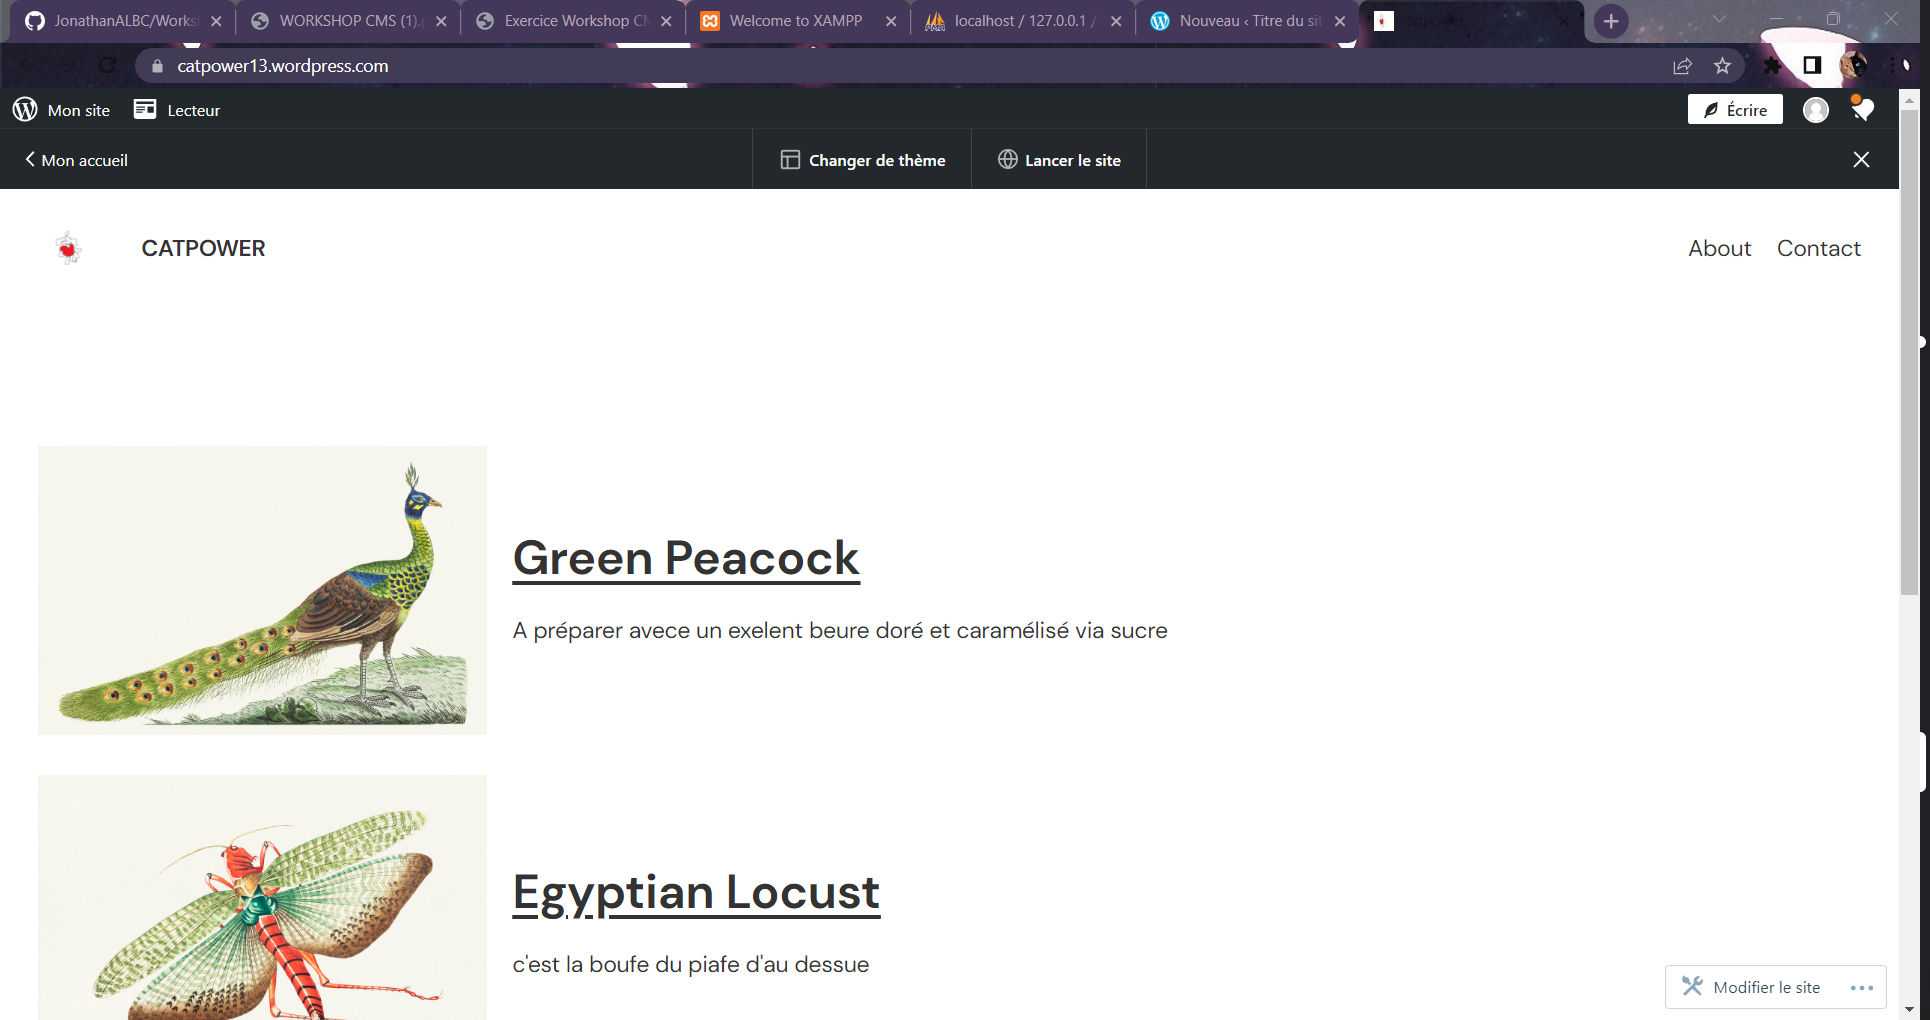 JonathanALBC/Works
WORKSHOP CMS (1).
Exercice Workshop CM
Welcome to XAMPP
localhost / 127.0.0.1 /
Nouveau ‹ Titre du sit
catpower13.wordpress.com
Mon site
Lecteur
Écrire
Mon accueil
Changer de thème
Lancer le site
CATPOWER
About
Contact
Green Peacock
A préparer avece un exelent beure doré et caramélisé via sucre
Egyptian Locust
c'est la boufe du piafe d'au dessue
Modifier le site